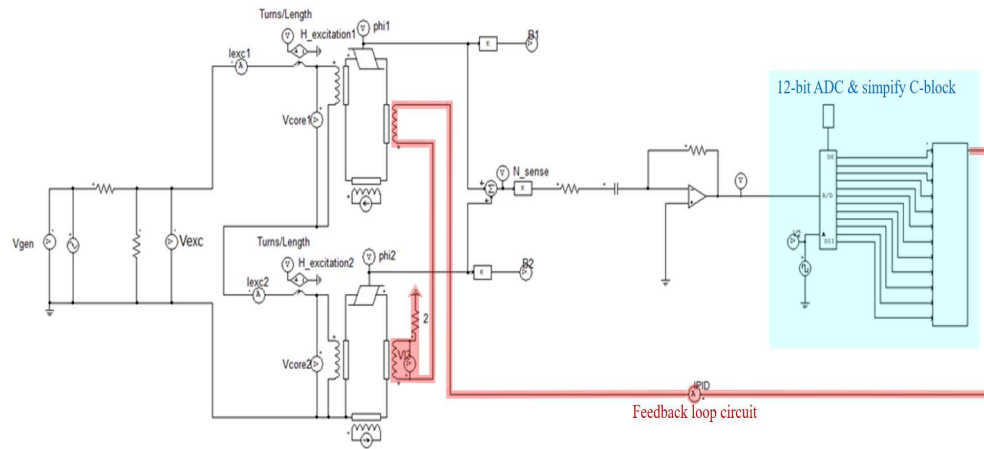 Turns/Length
H_excitation1
phi1
B1
Iexc1
12-bit ADC & simpify C-block
Vcore1
N_sense
K
K
D0
A/D
V2
A
D11
Vgen
Vexc
Turns/Length
H_excitation2
phi2
B2
K
Iexc2
2
Vcore2
IPID
Feedback loop circuit